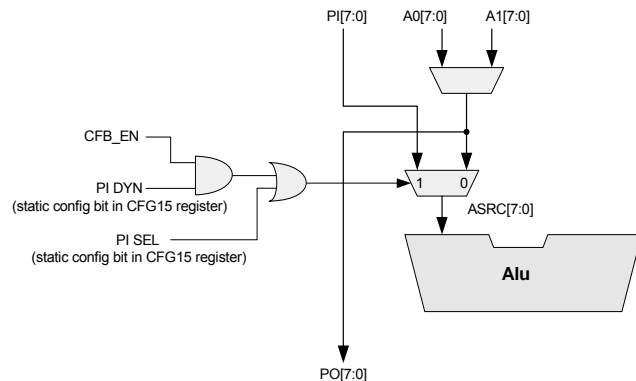 PI[7:0] A0[7:0] A1[7:0]
CFB_EN
PI DYN
(static config bit in CFG15 register)
1 0
ASRC[7:0]
PI SEL
(static config bit in CFG15 register)
Alu
PO[7:0]